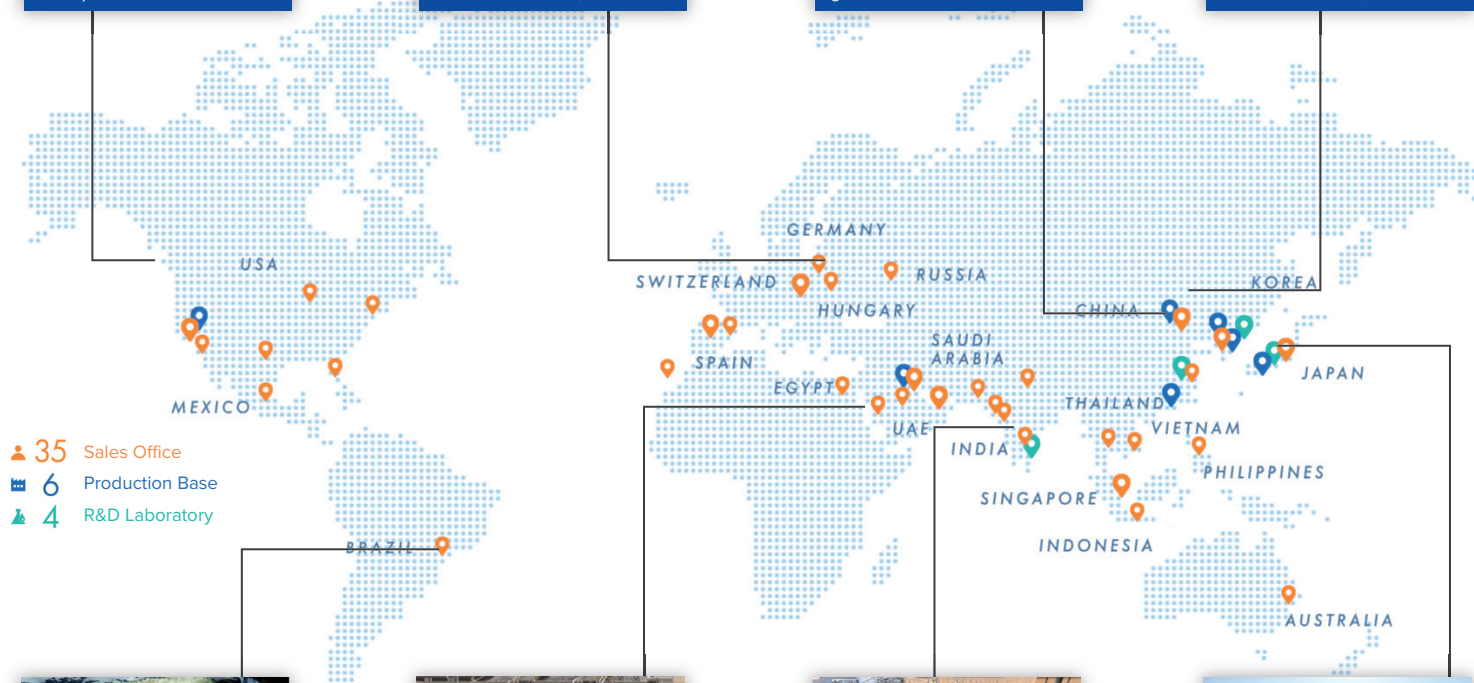 GERMANY
USA
SWITZERLAND
RUSSIA
KOREA
HUNGARY
CHINA
SAUDI
ARABIA
SPAIN
JAPAN
EGYPT
MEXICO
THAILAND
UAE
VIETNAM
INDIA
35 Sales Office
PHILIPPINES
6 Production Base
SINGAPORE
4 R&D Laboratory
BRAZIL
INDONESIA
AUSTRALIA